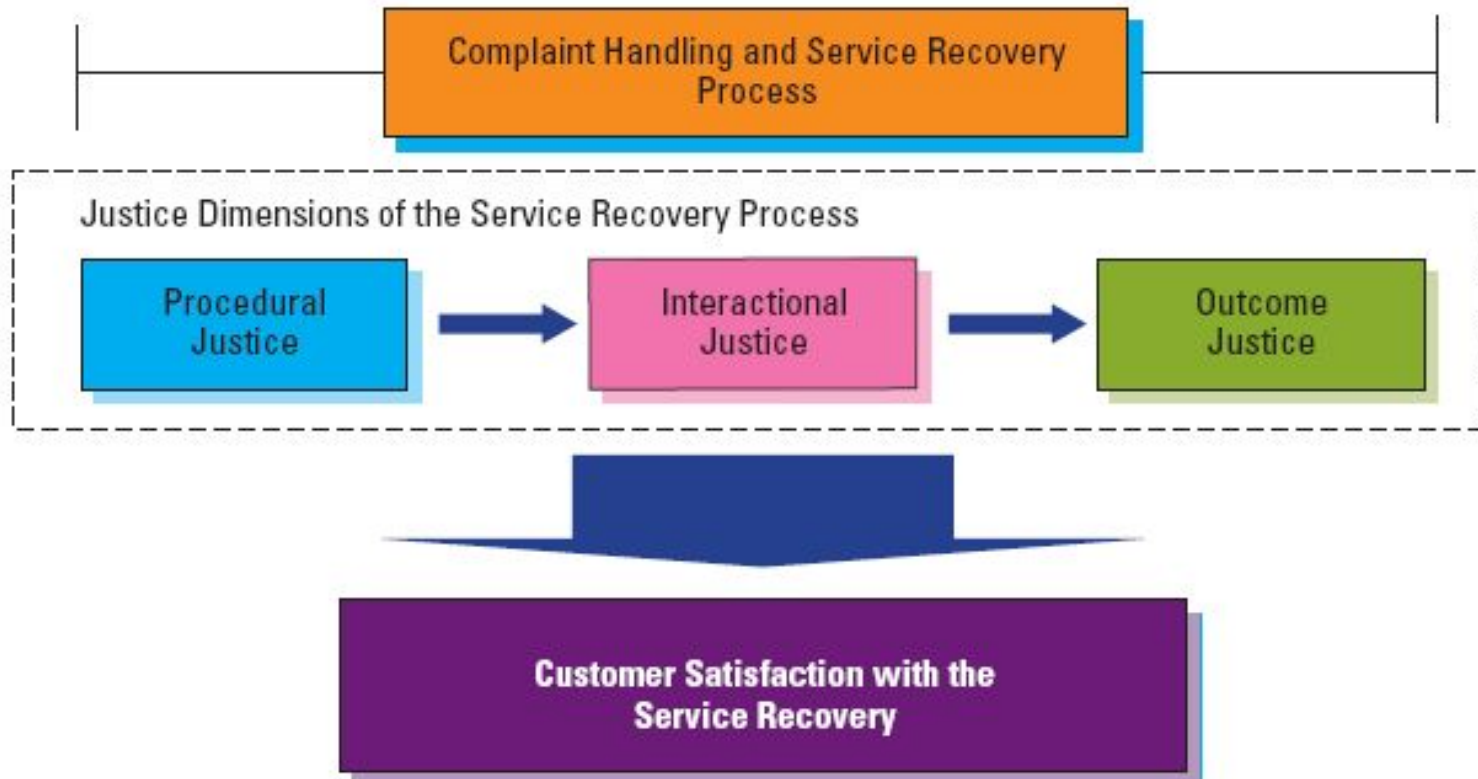 Complaint Handling and Service Recovery
Process
Justice Dimensions of the Service Recovery Process
Procedural
Justice
Interactional
Justice
Outcome
Justice
Customer Satisfaction with the
Service Recovery